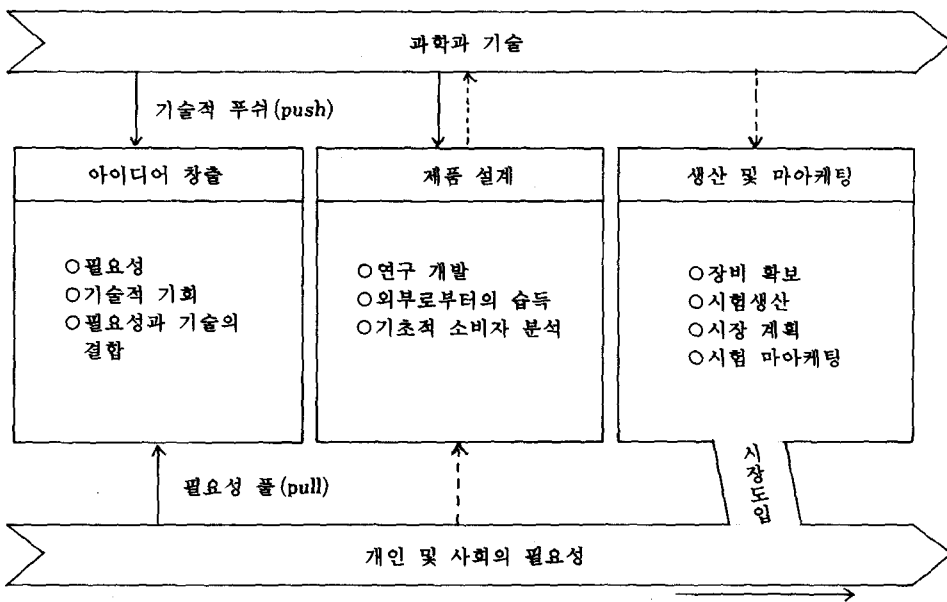 과학과 기술
기술적 푸쉬(push)
아이디어 창출
○필요성
○기술적 기회
○필요성과 기술의
결합
제품 설계
○연구 개발
○외부로부터의 습득
○기초적 소비자 분석
생산 및 마아케팅
○장비 확보
○시험생산
○시장 계획
○시험 마아케팅
필요성 풀(pull)
시장도입
개인 및 사회의 필요성